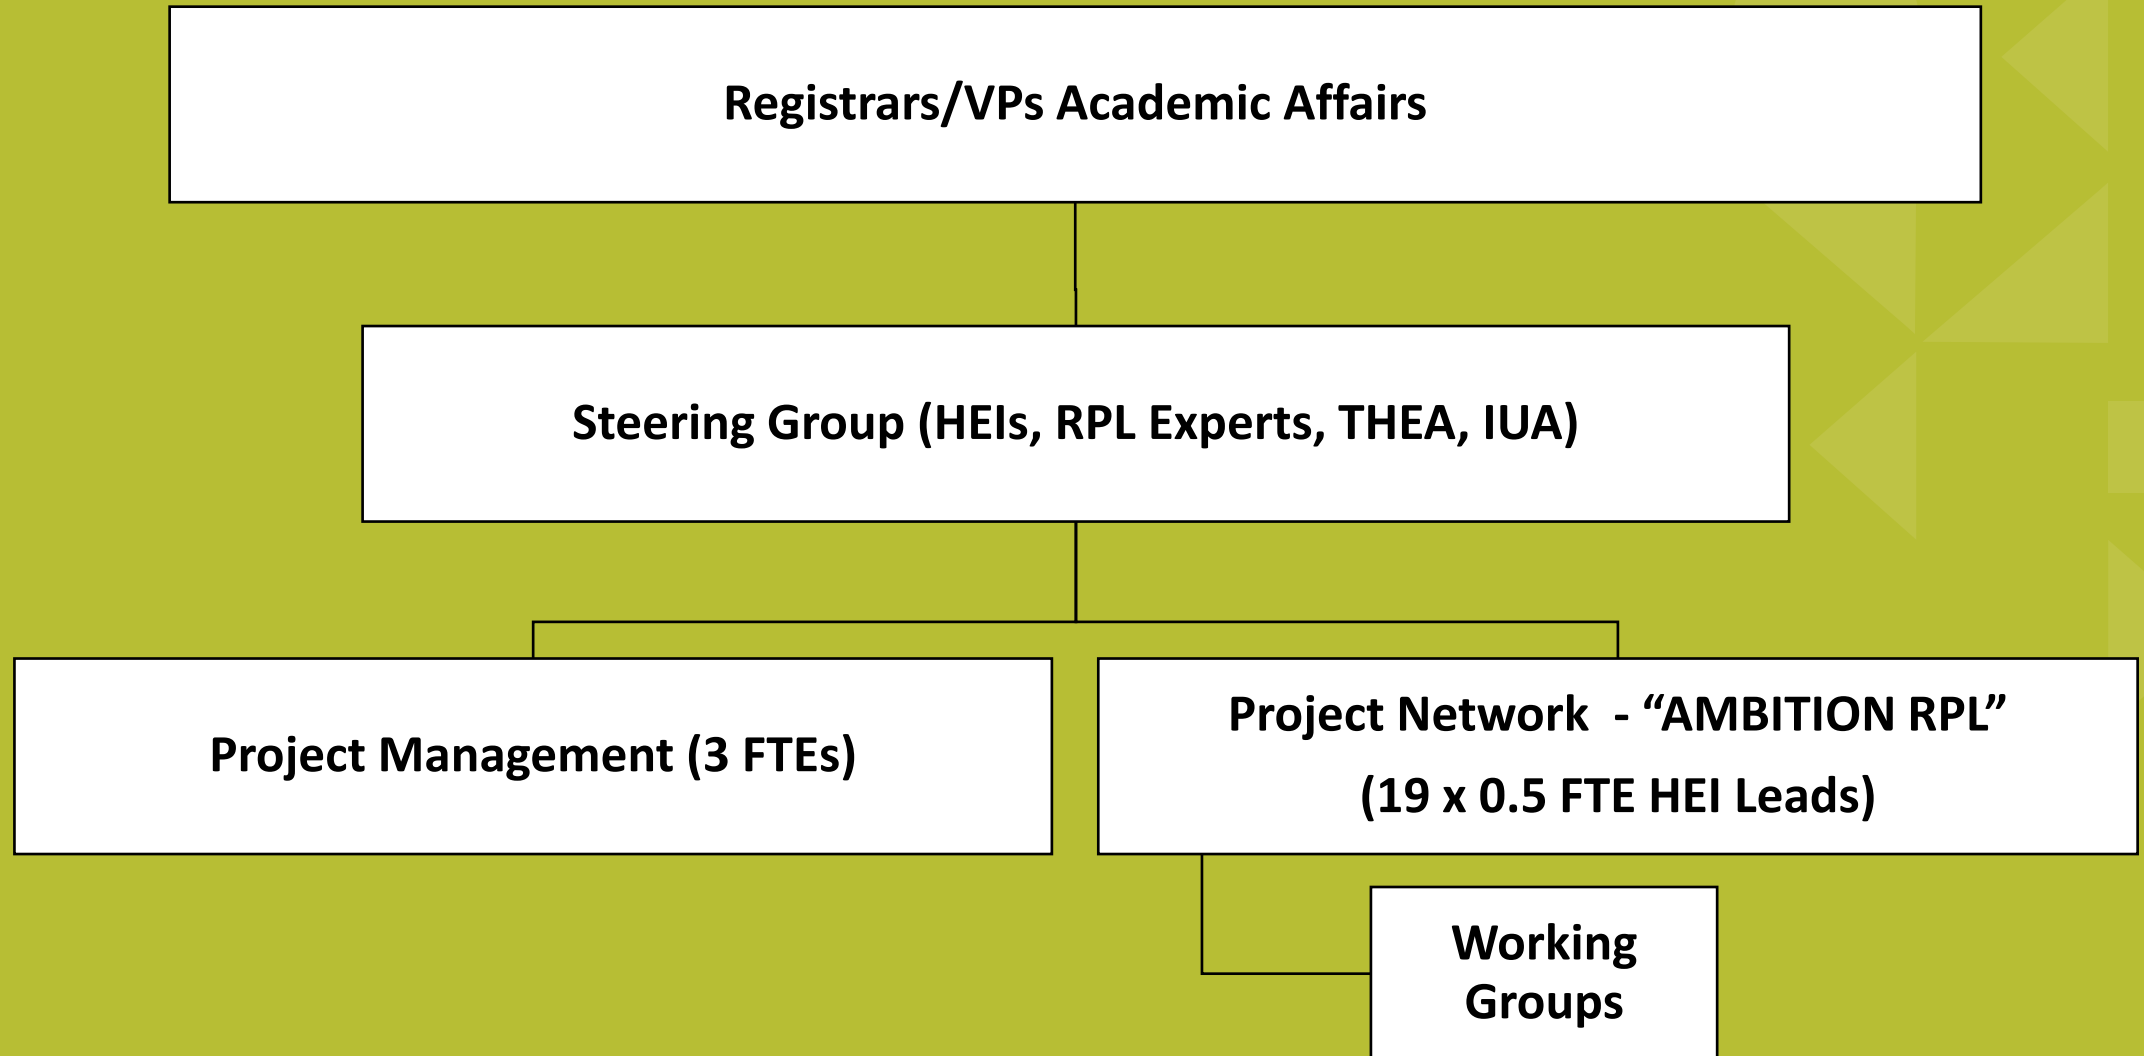 Registrars/VPs Academic Affairs
Steering Group (HEIs, RPL Experts, THEA, IUA)
Project Management (3 FTEs)
Project Network  - “AMBITION RPL”
(19 x 0.5 FTE HEI Leads)
Working
Groups